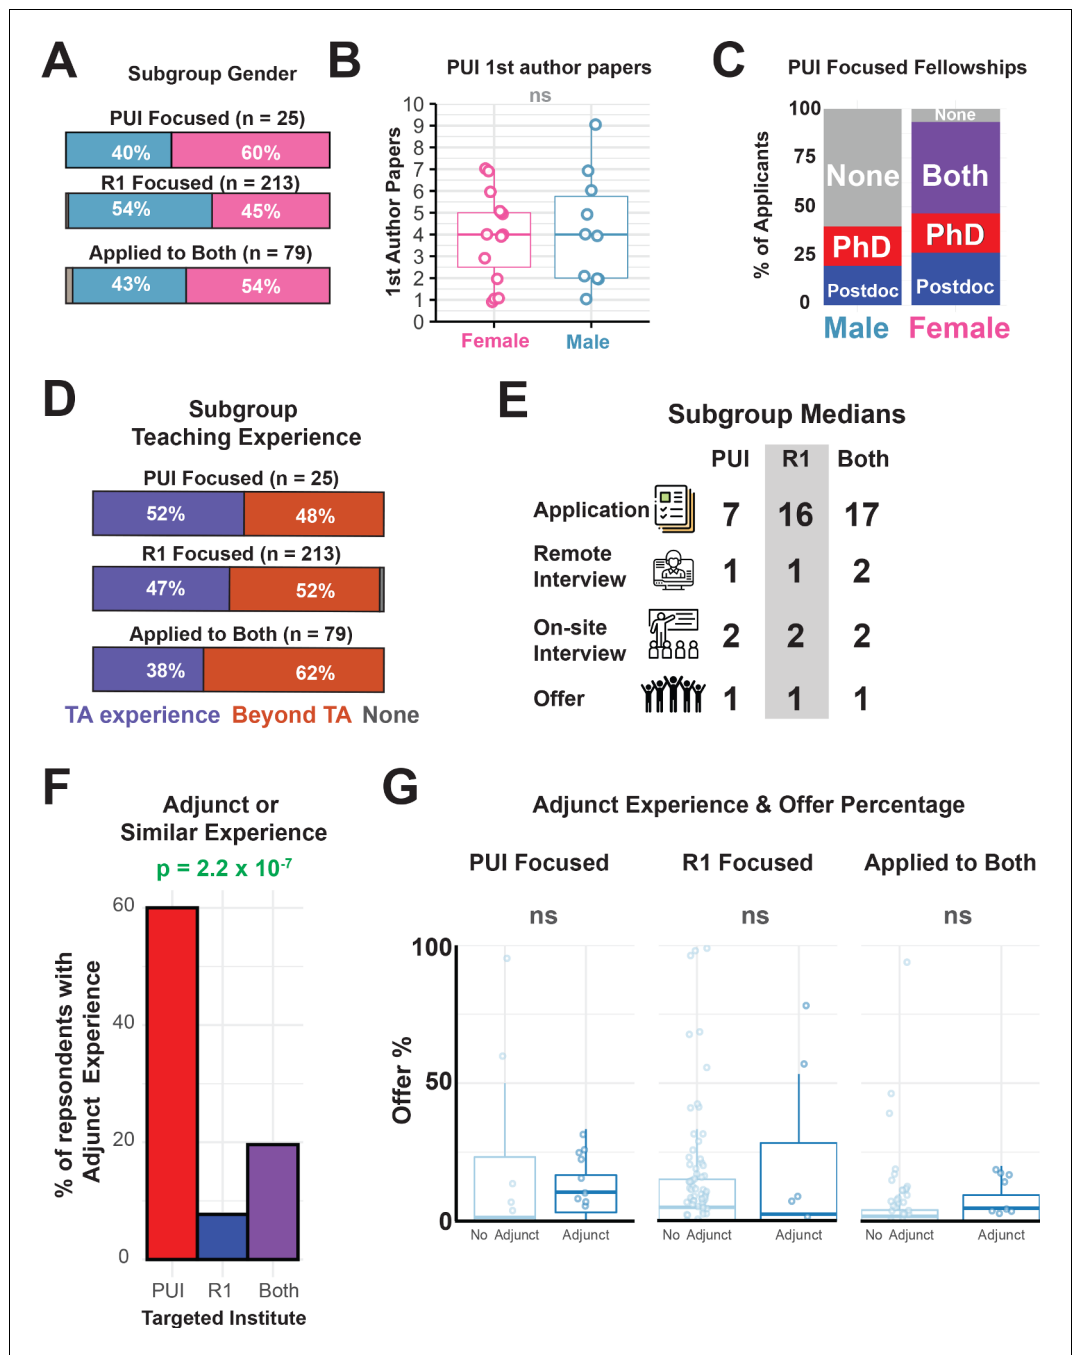 A
Subgroup Gender
PUI Focused (n = 25)
40%
60%
R1 Focused (n = 213)
54%
45%
Applied to Both (n = 79)
43%
54%
B
PUI 1st author papers
ns
1st Author Papers
10
9
8
7
6
5
4
3
2
1
0
Female
Male
C
PUI Focused Fellowships
% of Applicants
100
75
50
25
0
None
PhD
Postdoc
None
Both
PhD
Postdoc
Male
Female
D
Subgroup
Teaching Experience
PUI Focused (n = 25)
52%
48%
R1 Focused (n = 213)
47%
52%
Applied to Both (n = 79)
38%
62%
TA experience Beyond TA None
E
Subgroup Medians
PUI R1 Both
Application 7 16 17
Remote
Interview 1 1 2
On-site
Interview 2 2 2
Offer 1 1 1
F
Adjunct or
Similar Experience
p = 2.2 x 10-7
% of repsondents with
Adjunct Experience
60
40
20
0
PUI R1 Both
Targeted Institute
G
Adjunct Experience & Offer Percentage
PUI Focused
R1 Focused
Applied to Both
ns
ns
ns
Offer %
100
50
0
No Adjunct
Adjunct
No Adjunct
Adjunct
No Adjunct
Adjunct